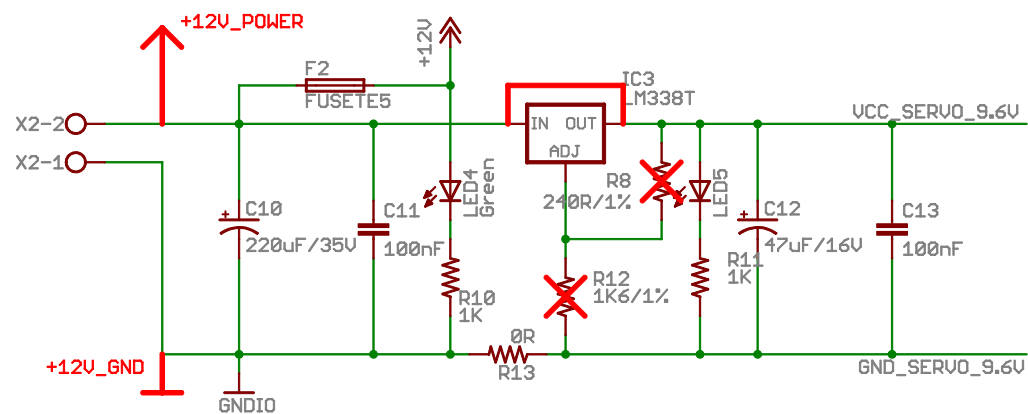 +12V_POWER
+12V
F2
FUSETE5
IC3
LM338T
X2-2
X2-1
IN OUT
ADJ
VCC_SERVO_9.6V
LED4
Green
R8
240R/1%
LED5
C10
220uF/35V
C11
100nF
C12
47uF/16V
C13
100nF
R10
1K
R12
1K6/1%
R11
1K
0R
R13
+12V_GND
GND_SERVO_9.6V
GNDIO